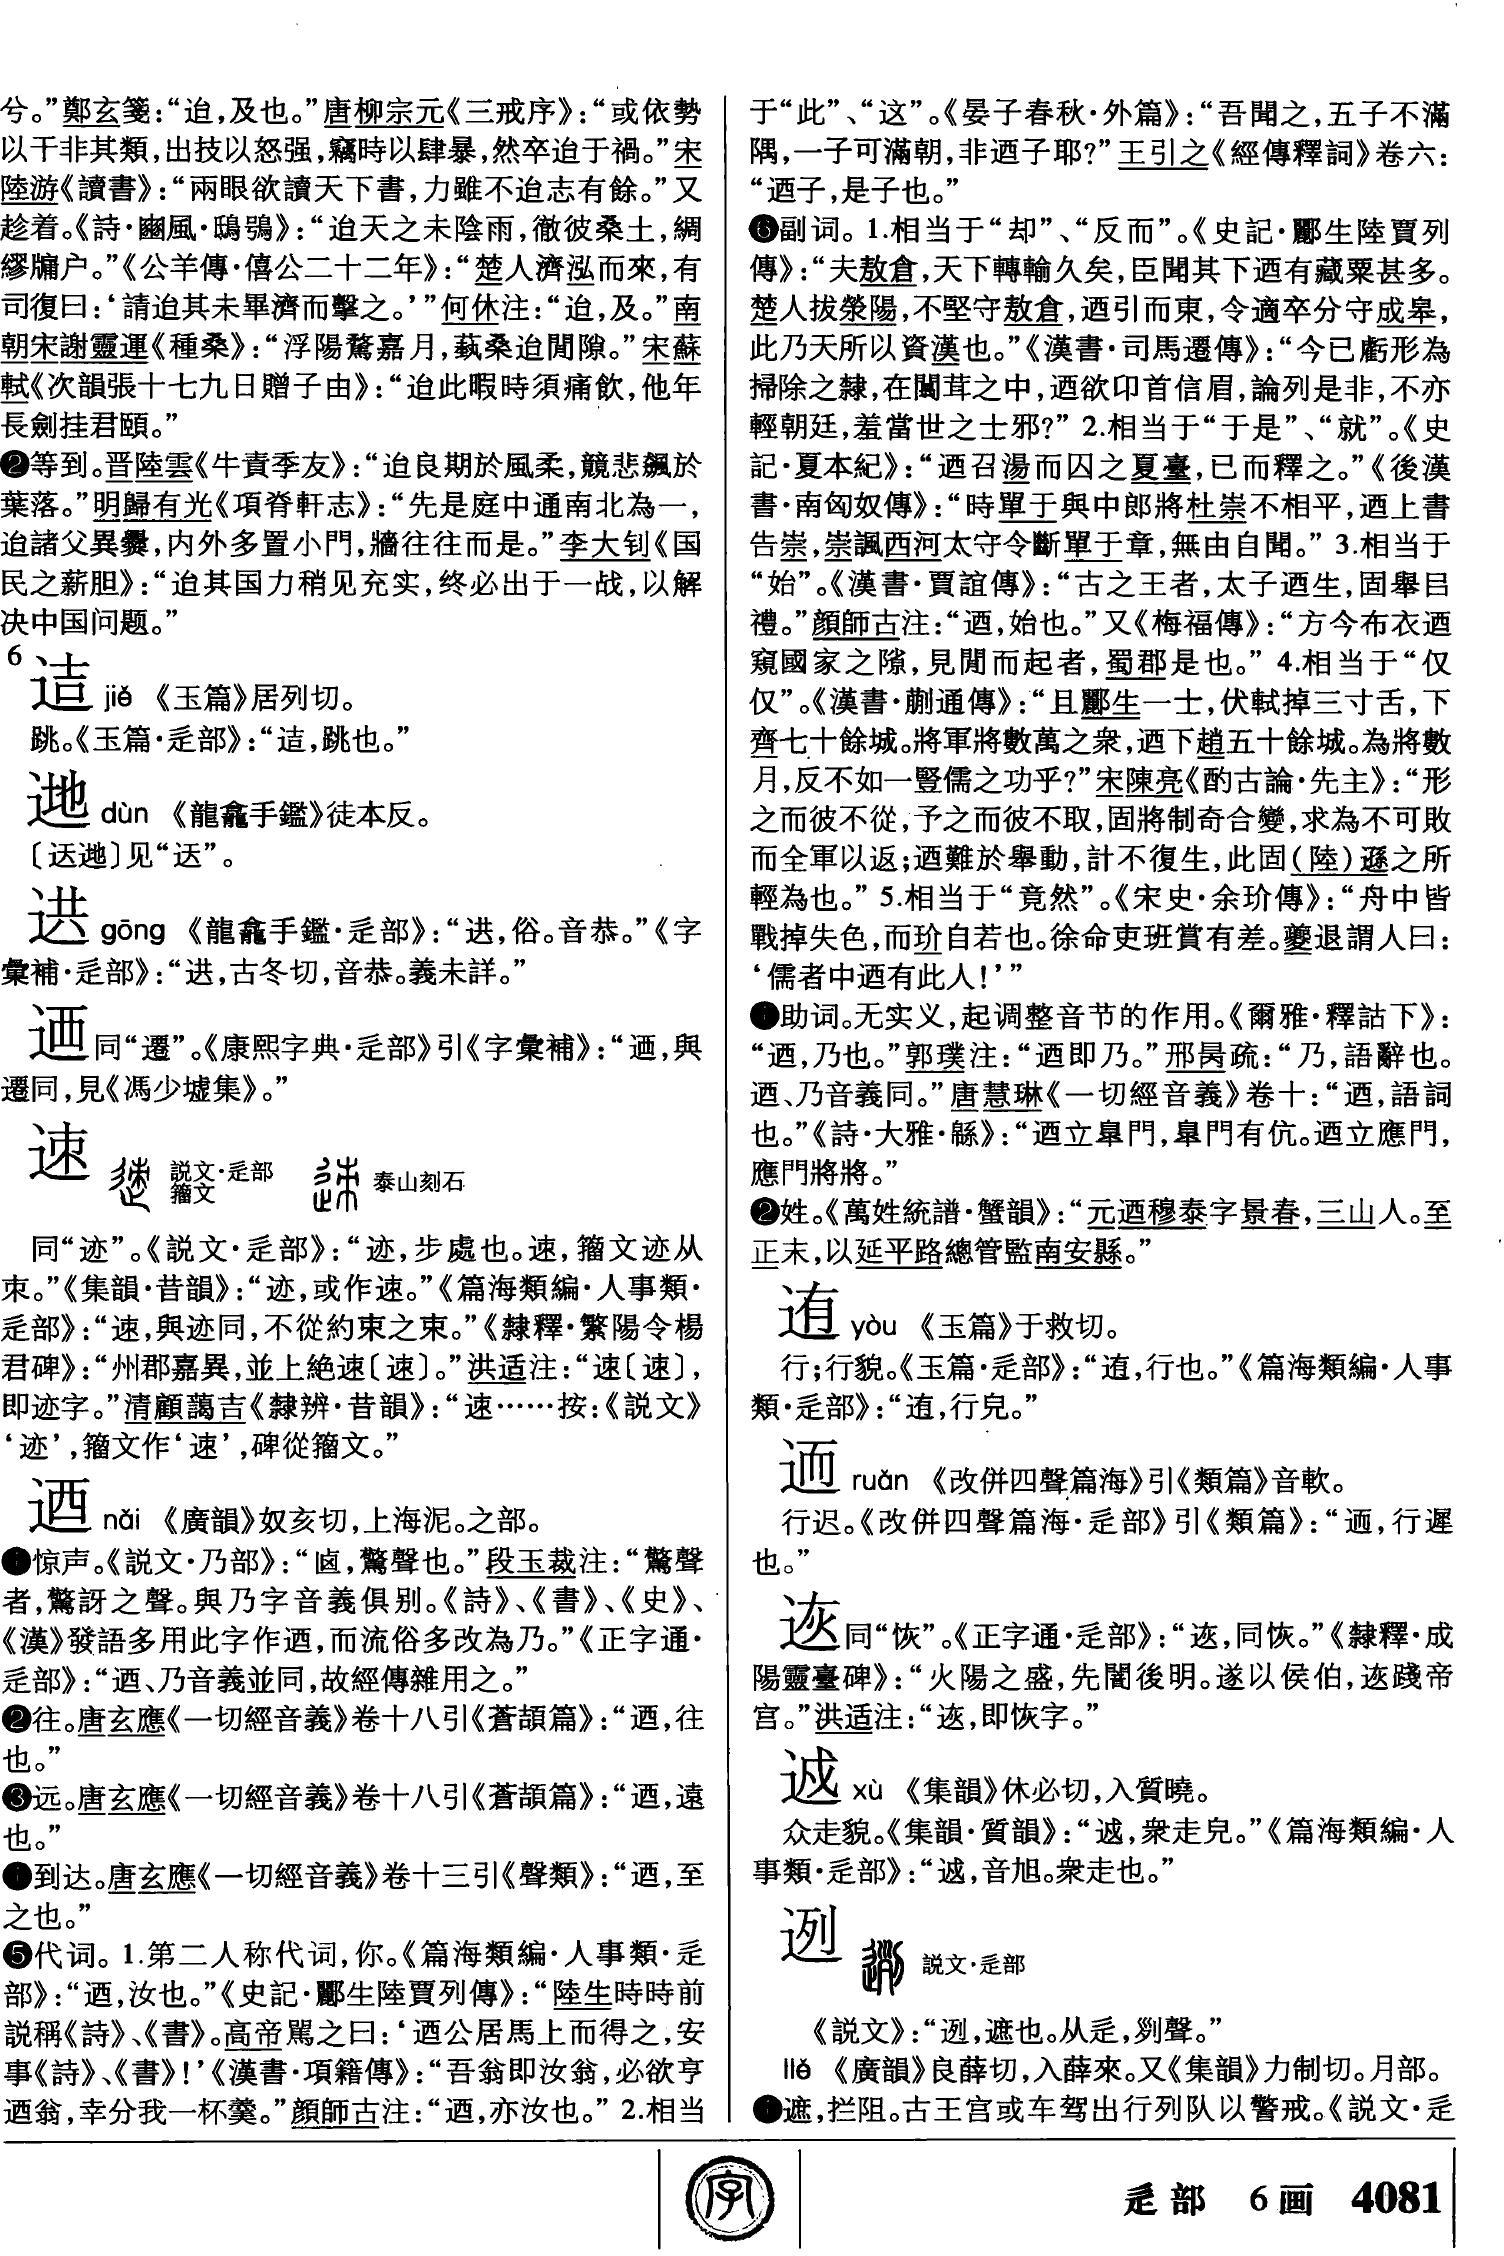 兮。”鄭玄箋：“迨，及也。”唐柳宗元《三戒序》：“或依勢
以干非其類，出技以怒强，竊時以肆暴，然卒迨于禍。”宋
陸游《讀書》：“兩眼欲讀天下書，力雖不迨志有餘。”又
趁着。《詩·豳風·鴟鴞》：“迨天之未陰雨，徹彼桑土，綢
繆牖户。”《公羊傳·僖公二十二年》：“楚人濟泓而來，有
司復曰：‘請迨其未畢濟而擊之。’”何休注：“迨，及。”南
朝宋謝靈運《種桑》：“浮陽騖嘉月，蓺桑迨閒隙。”宋蘇
軾《次韻張十七九日贈子由》：“迨此暇時須痛飲，他年
長劍拄君頤。”
❷等到。晋陸雲《牛責季友》：“迨良期於風柔，競悲飆於
葉落。”明歸有光《項脊軒志》：“先是庭中通南北為一，
迨諸父異爨，内外多置小門，牆往往而是。”李大钊《国
民之薪胆》：“迨其国力稍见充实，终必出于一战，以解
决中国问题。”
6
迼 jiě 《玉篇》居列切。
跳。《玉篇·辵部》：“迼，跳也。”
䢍 dùn 《龍龕手鑑》徒本反。
〔迗䢍〕见“迗”。
𨒱 gōng 《龍龕手鑑·辵部》：“𨒱，俗。音恭。”《字
彙補·辵部》：“𨒱，古冬切，音恭。義未詳。”
迺同“遷”。《康熙字典·辵部》引《字彙補》：“迺，與
遷同，見《馮少墟集》。”
𨒪 説文·辵部
籀文 泰山刻石
同“迹”。《説文·辵部》：“迹，步處也。𨒪，籀文迹从
朿。”《集韻·昔韻》：“迹，或作𨒪。”《篇海類編·人事類·
辵部》：“𨒪，與迹同，不從約束之束。”《隸釋·繁陽令楊
君碑》：“州郡嘉異，並上絶速〔𨒪〕。”洪适注：“速〔𨒪〕，
即迹字。”清顧藹吉《隸辨·昔韻》：“𨒪……按：《説文》
‘迹’，籀文作‘𨒪’，碑從籀文。”
迺 nǎi 《廣韻》奴亥切，上海泥。之部。
❶惊声。《説文·乃部》：“卥，驚聲也。”段玉裁注：“驚聲
者，驚訝之聲。與乃字音義俱别。《詩》、《書》、《史》、
《漢》發語多用此字作迺，而流俗多改為乃。”《正字通·
辵部》：“迺、乃音義並同，故經傳雜用之。”
❷往。唐玄應《一切經音義》卷十八引《蒼頡篇》：“迺，往
也。”
❸远。唐玄應《一切經音義》卷十八引《蒼頡篇》：“迺，遠
也。”
❹到达。唐玄應《一切經音義》卷十三引《聲類》：“迺，至
之也。”
❺代词。1.第二人称代词，你。《篇海類編·人事類·辵
部》：“迺，汝也。”《史記·酈生陸賈列傳》：“陸生時時前
説稱《詩》、《書》。高帝駡之曰：‘迺公居馬上而得之，安
事《詩》、《書》！’《漢書·項籍傳》：“吾翁即汝翁，必欲亨
迺翁，幸分我一杯羹。”顔師古注：“迺，亦汝也。” 2.相当
于“此”、“这”。《晏子春秋·外篇》：“吾聞之，五子不滿
隅，一子可滿朝，非迺子耶？”王引之《經傳釋詞》卷六：
“迺子，是子也。”
❻副词。1.相当于“却”、“反而”。《史記·酈生陸賈列
傳》：“夫敖倉，天下轉輸久矣，臣聞其下迺有藏粟甚多。
楚人拔滎陽，不堅守敖倉，迺引而東，令適卒分守成皋，
此乃天所以資漢也。”《漢書·司馬遷傳》：“今已虧形為
掃除之隸，在闒茸之中，迺欲卬首信眉，論列是非，不亦
輕朝廷，羞當世之士邪？” 2.相当于“于是”、“就”。《史
記·夏本紀》：“迺召湯而囚之夏臺，已而釋之。”《後漢
書·南匈奴傳》：“時單于與中郎將杜崇不相平，迺上書
告崇，崇諷西河太守令斷單于章，無由自聞。” 3.相当于
“始”。《漢書·賈誼傳》：“古之王者，太子迺生，固舉㠯
禮。”顔師古注：“迺，始也。”又《梅福傳》：“方今布衣迺
窺國家之隙，見閒而起者，蜀郡是也。” 4.相当于“仅
仅”。《漢書·蒯通傳》：“且酈生一士，伏軾掉三寸舌，下
齊七十餘城。將軍將數萬之衆，迺下趙五十餘城。為將數
月，反不如一豎儒之功乎？”宋陳亮《酌古論·先主》：“形
之而彼不從，予之而彼不取，固將制奇合變，求為不可敗
而全軍以返；迺難於舉動，計不復生，此固(陸)遜之所
輕為也。” 5.相当于“竟然”。《宋史·余玠傳》：“舟中皆
戰掉失色，而玠自若也。徐命吏班賞有差。夔退謂人曰：
‘儒者中迺有此人！’”
❼助词。无实义，起调整音节的作用。《爾雅·釋詁下》：
“迺，乃也。”郭璞注：“迺即乃。”邢昺疏：“乃，語辭也。
迺、乃音義同。”唐慧琳《一切經音義》卷十：“迺，語詞
也。”《詩·大雅·緜》：“迺立臯門，臯門有伉。迺立應門，
應門將將。”
❷姓。《萬姓統譜·蟹韻》：“元迺穆泰字景春，三山人。至
正末，以延平路總管監南安縣。”
迶 yòu 《玉篇》于救切。
行；行貌。《玉篇·辵部》：“迶，行也。”《篇海類編·人事
類·辵部》：“迶，行皃。”
𨒬 ruǎn 《改併四聲篇海》引《類篇》音軟。
行迟。《改併四聲篇海·辵部》引《類篇》：“𨒬，行遲
也。”
𨒡同“恢”。《正字通·辵部》：“𨒡，同恢。”《隸釋·成
陽靈臺碑》：“火陽之盛，先闇後明。遂以侯伯，𨒡踐帝
宫。”洪适注：“𨒡，即恢字。”
䢕 xù 《集韻》休必切，入質曉。
众走貌。《集韻·質韻》：“䢕，衆走皃。”《篇海類編·人
事類·辵部》：“䢕，音旭。衆走也。”
迾 説文·辵部
《説文》：“迾，遮也。从辵，𠛱聲。”
liè 《廣韻》良薛切，入薛來。又《集韻》力制切。月部。
❶遮，拦阻。古王宫或车驾出行列队以警戒。《説文·辵
字
辵部 6画 4081